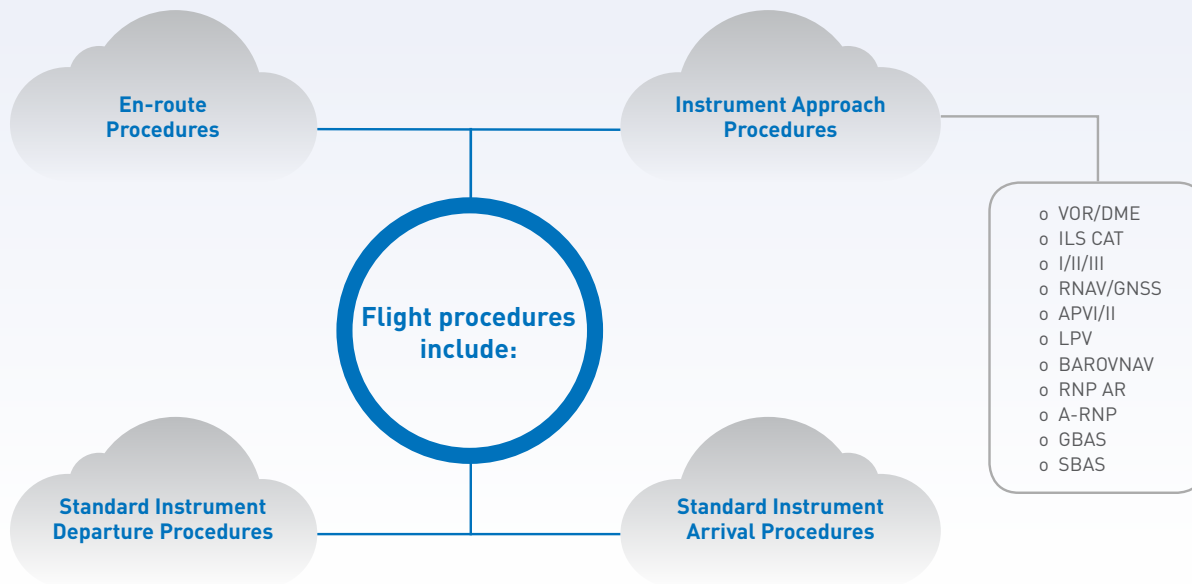 En-route
Procedures
Instrument Approach
Procedures
o VOR/DME
o ILS CAT
o I/II/III
o RNAV/GNSS
o APVI/II
o LPV
o BAROVNAV
o RNP AR
o A-RNP
o GBAS
o SBAS
Flight procedures
include:
Standard Instrument
Departure Procedures
Standard Instrument
Arrival Procedures